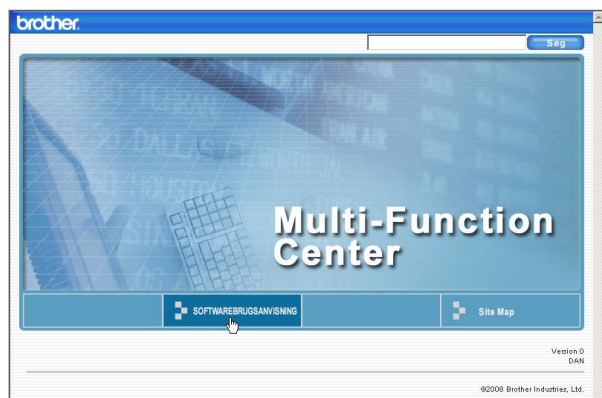 brother.
Søg
Multi-Function
Center
SOFTWAREBRUGSANVISNING
Site Map
Version 0
DAN
©2008 Brother Industries, Ltd.